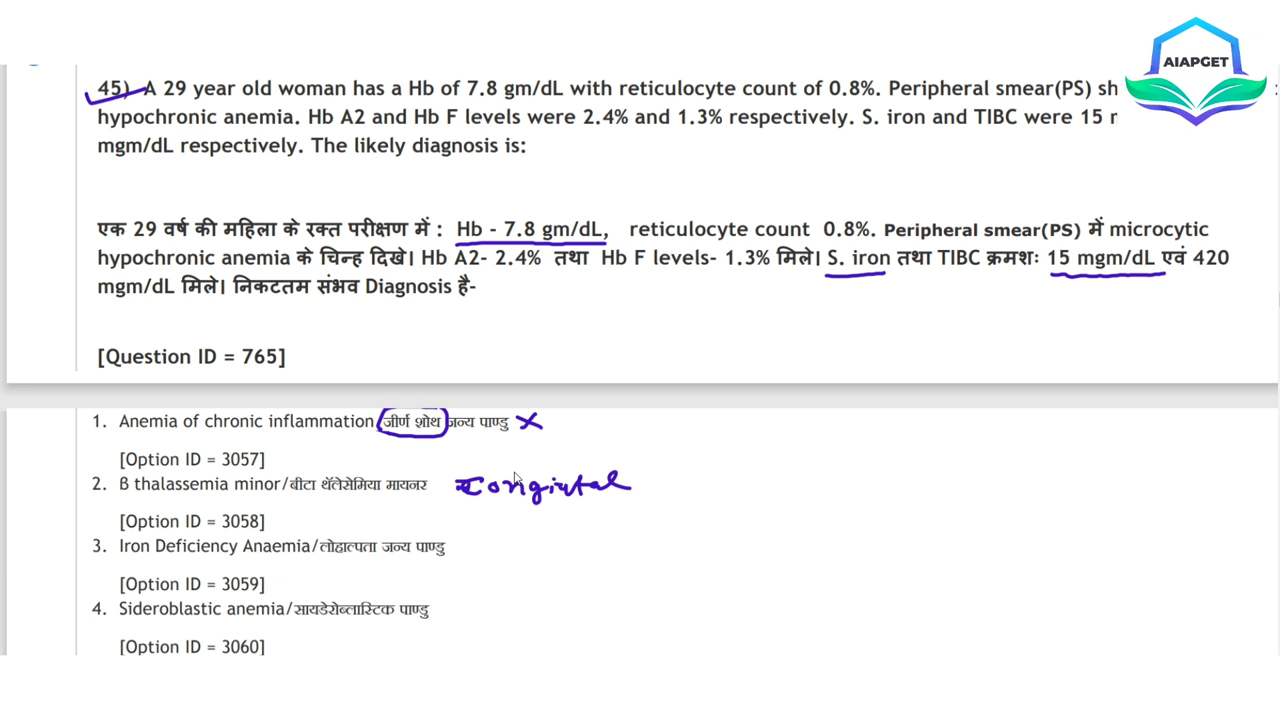 AIAPGET
45) A 29 year old woman has a Hb of 7.8 gm/dL with reticulocyte count of 0.8%. Peripheral smear(PS) sh
hypochronic anemia. Hb A2 and Hb F levels were 2.4% and 1.3% respectively. S. iron and TIBC were 15
mgm/dL respectively. The likely diagnosis is:
एक 29 वर्ष की महिला के रक्त परीक्षण में : Hb - 7.8 gm/dL, reticulocyte count 0.8%. Peripheral smear(PS) में microcytic
hypochronic anemia के चिन्ह दिखे। Hb A2- 2.4% तथा Hb F levels- 1.3% मिले। S. iron तथा TIBC क्रमशः 15 mgm/dL एवं 420
mgm/dL मिले। निकटतम संभव Diagnosis है-
[Question ID = 765]
1. Anemia of chronic inflammation/जीर्ण शोथ जन्य पाण्डु
[Option ID = 3057]
2. B thalassemia minor/बीटा थॅलेसेमिया मायनर
[Option ID = 3058]
3. Iron Deficiency Anaemia/लोहाल्पता जन्य पाण्डु
[Option ID = 3059]
4. Sideroblastic anemia/सायडेरोब्लास्टिक पाण्डु
[Option ID = 3060]